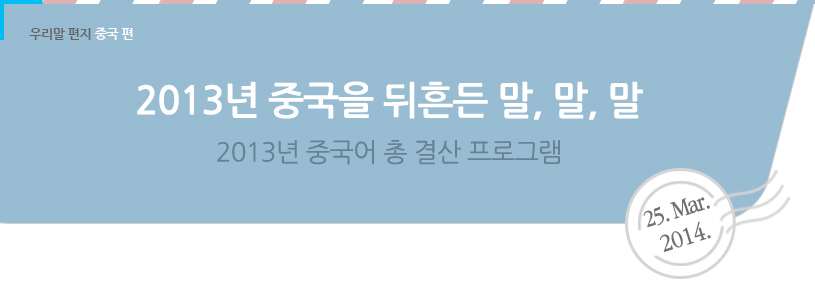 우리말 편지 중국 편
2013년 중국을 뒤흔든 말, 말, 말
2013년 중국어 총 결산 프로그램
25. Mar.
2014.